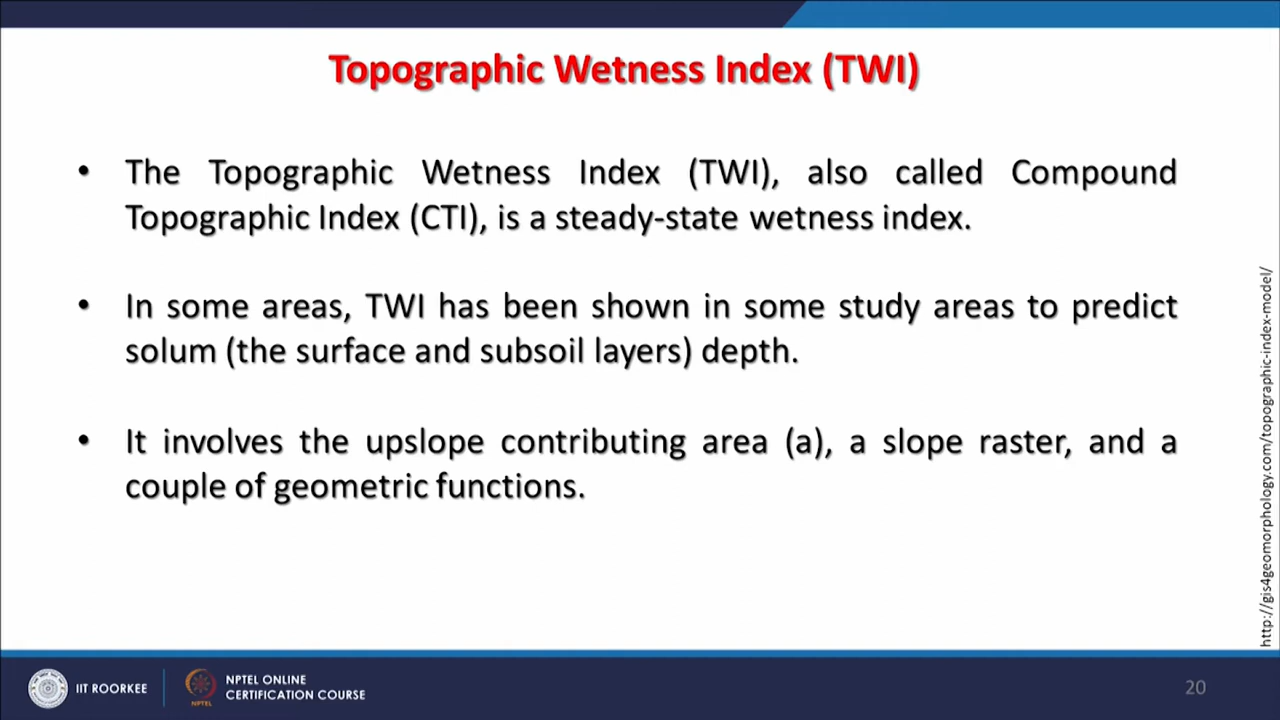 Topographic Wetness Index (TWI)
• The Topographic Wetness Index (TWI), also called Compound
Topographic Index (CTI), is a steady-state wetness index.
• In some areas, TWI has been shown in some study areas to predict
solum (the surface and subsoil layers) depth.
• It involves the upslope contributing area (a), a slope raster, and a
couple of geometric functions.
http://gis4geomorphology.com/topographic-index-model/
IIT ROORKEE
NPTEL
NPTEL ONLINE
CERTIFICATION COURSE
20